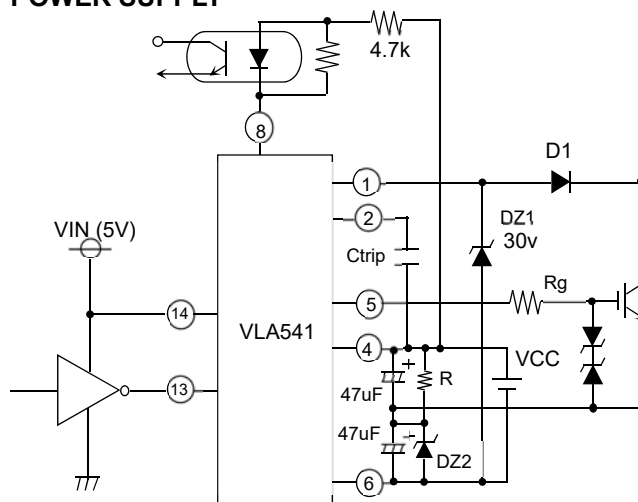 POWER SUPPLY
4.7k
8
D1
1
2
DZ1
30v
VIN (5V)
Ctrip
Rg
14
5
VLA541
4
VCC
+
R
47uF
13
47uF
+
DZ2
6